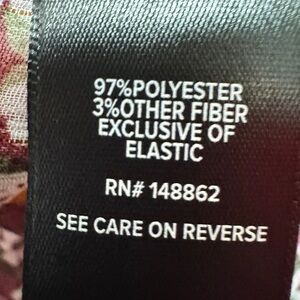 97%POLYESTER
3%OTHER FIBER
EXCLUSIVE OF
ELASTIC
RN# 148862
SEE CARE ON REVERSE